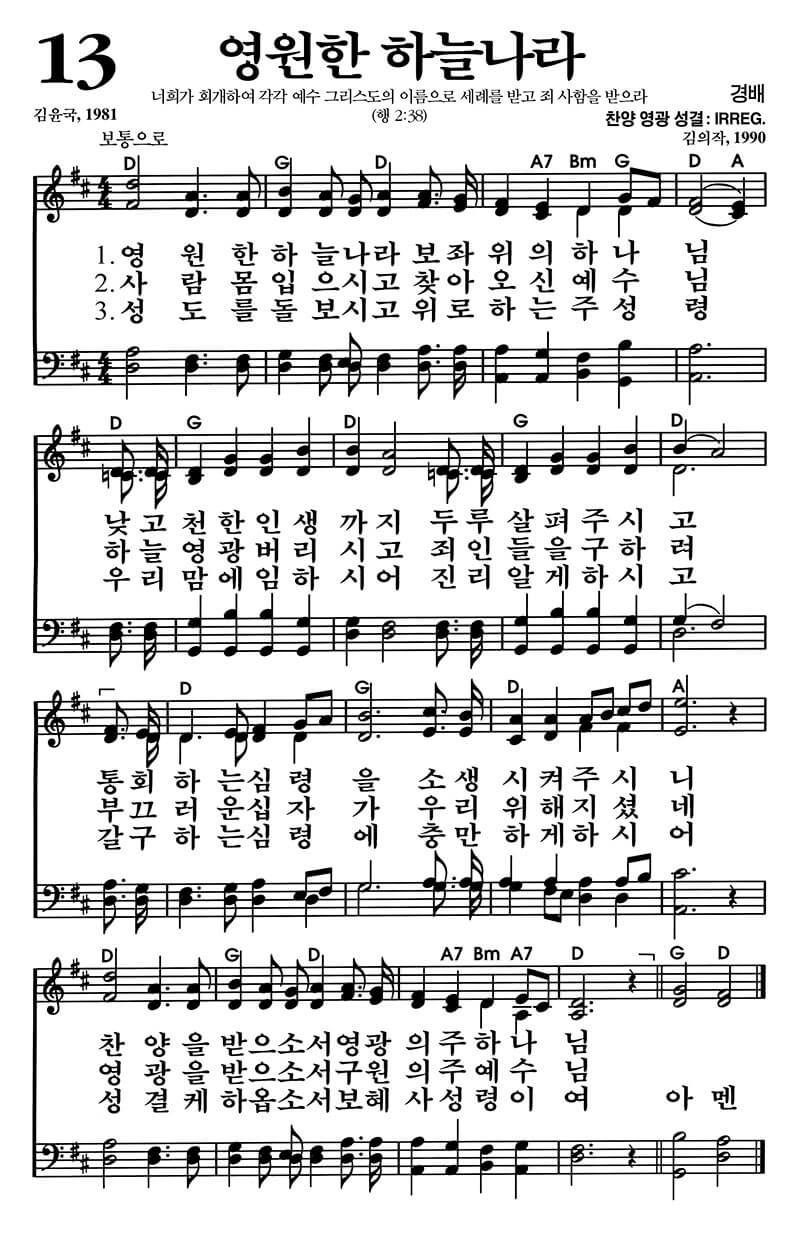 13 영원한 하늘나라
너희가 회개하여 각각 예수 그리스도의 이름으로 세례를 받고 죄 사함을 받으라
경배
김윤국, 1981
(행 2:38)
찬양 영광 성결 : IRREG.
보통으로
김의작, 1990
D G D A7 Bm G D A
4 4
1. 영 원 한 하 늘 나 라 보 좌 위 의 하 나 님
2. 사 람 몸 입 으 시 고 찾 아 오 신 예 수 님
3. 성 도 를 돌 보 시 고 위 로 하 는 주 성 령
4 4
D G D G D
낮 고 천 한 인 생 까 지 두 루 살 펴 주 시 고
하 늘 영 광 버 리 시 고 죄 인 들 을 구 하 려
우 리 맘 에 임 하 시 어 진 리 알 게 하 시 고
D G D A
통 회 하 는 심 령 을 소 생 시 켜 주 시 니
부 끄 러 운 십 자 가 우 리 위 해 지 셨 네
갈 구 하 는 심 령 에 충 만 하 게 하 시 어
D G D A7 Bm A7 D G D
찬 양 을 받 으 소 서 영 광 의 주 하 나 님
영 광 을 받 으 소 서 구 원 의 주 예 수 님
성 결 케 하 옵 소 서 보 혜 사 성 령 이 여 아 멘